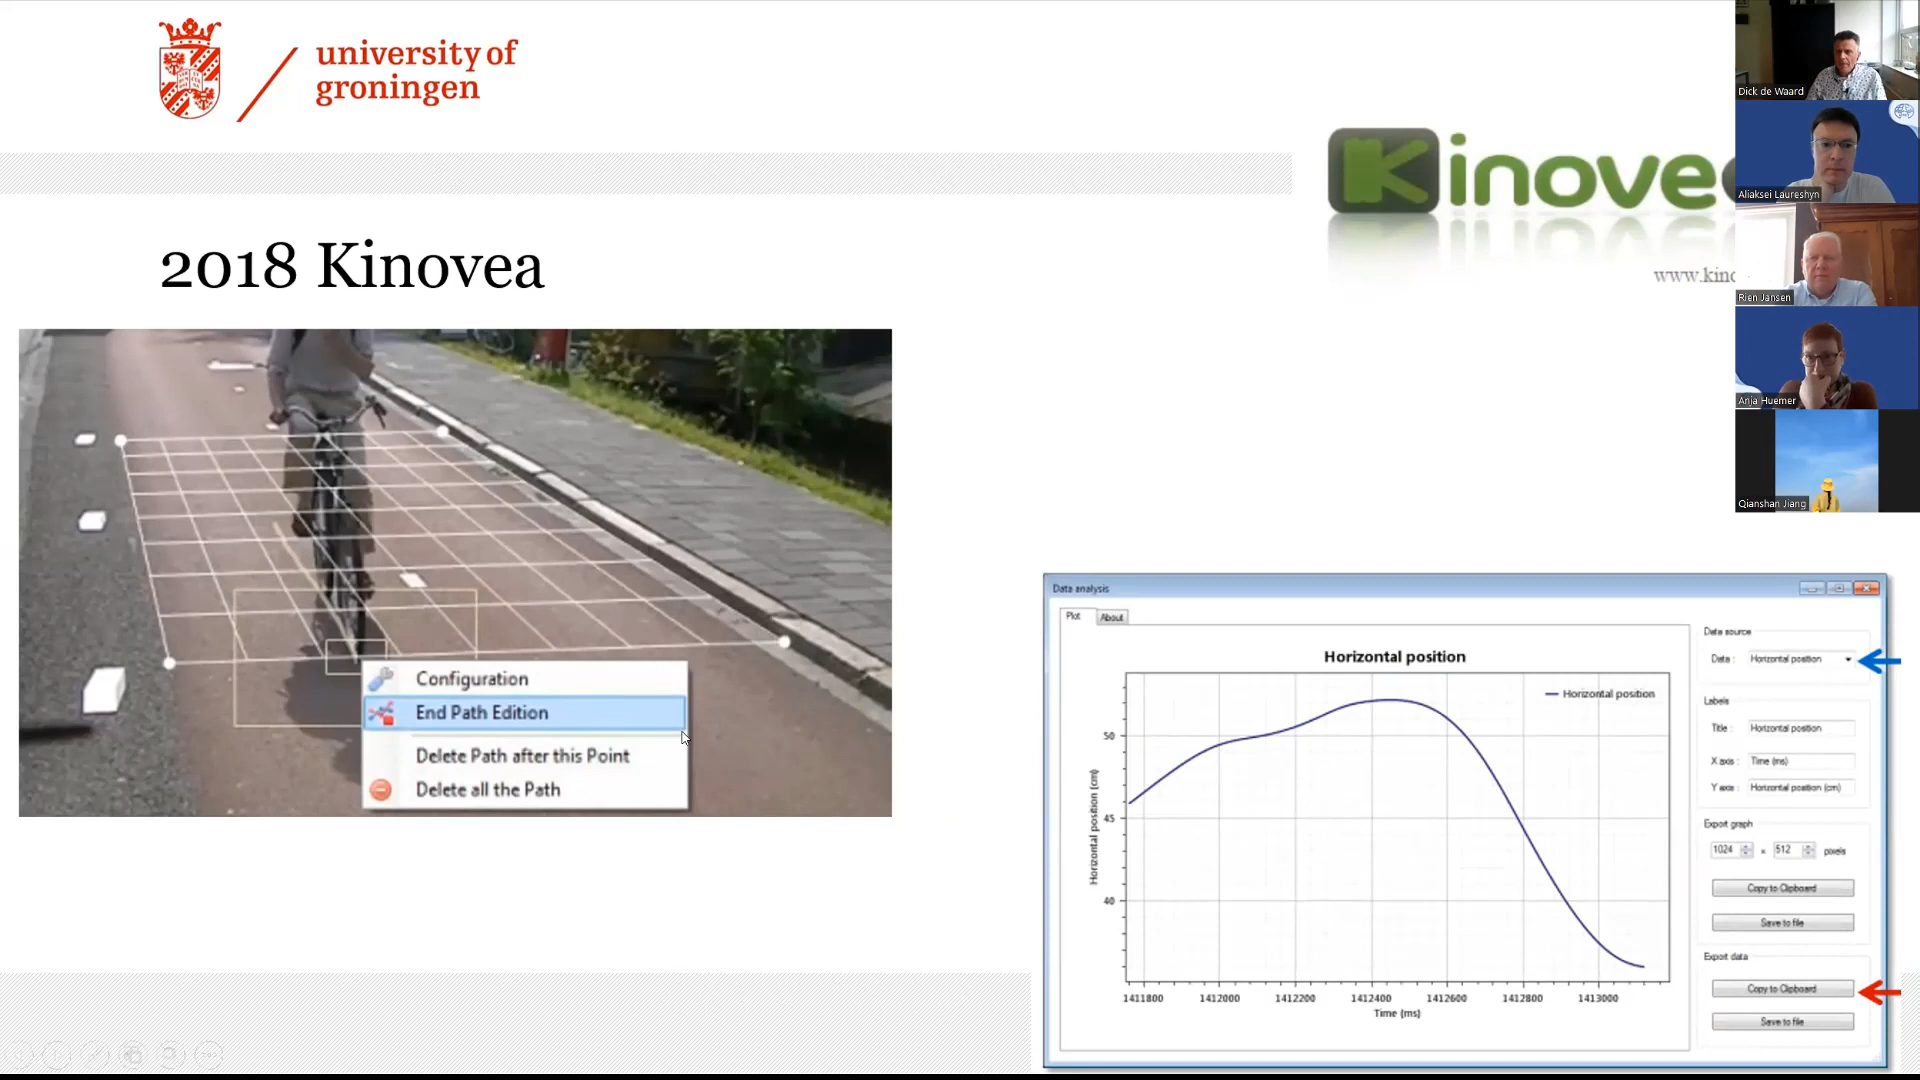 university of
groningen
Kinove
www.kin
2018 Kinovea
Configuration
End Path Edition
Delete Path after this Point
Delete all the Path
Dick de Waard
Aliaksei Laureshyn
Rien Jansen
Anja Huemer
Qianshan Jiang
Data analysis
Plot
About
Horizontal position
Horizontal position
Horizontal position (cm)
50
45
40
1411800
1412000
1412200
1412400
1412600
1412800
1413000
Time (ms)
Data source
Data :
Horizontal position
Labels
Title :
Horizontal position
X axis :
Time (ms)
Y axis :
Horizontal position (cm)
Export graph
1024
x
512
pixels
Copy to Clipboard
Save to file
Export data
Copy to Clipboard
Save to file